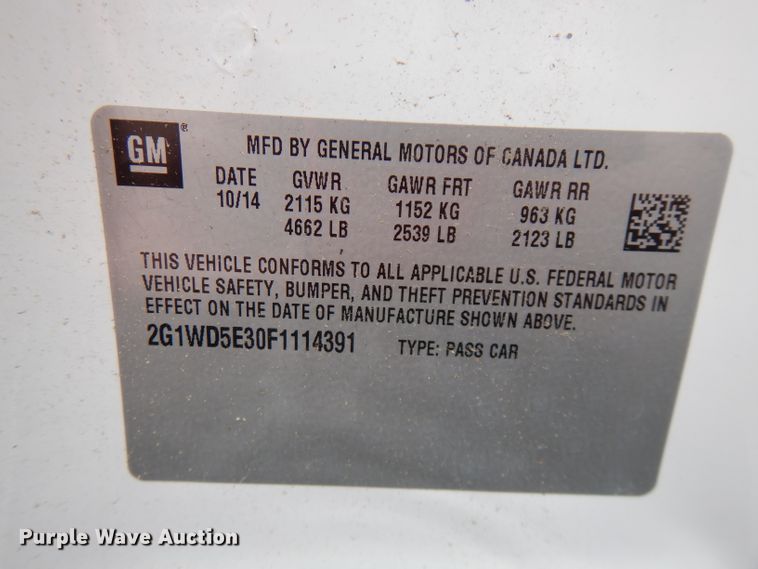 GM ®
MFD BY GENERAL MOTORS OF CANADA LTD.
DATE GVWR GAWR FRT GAWR RR
10/14 2115 KG 1152 KG 963 KG
4662 LB 2539 LB 2123 LB
THIS VEHICLE CONFORMS TO ALL APPLICABLE U.S. FEDERAL MOTOR
VEHICLE SAFETY, BUMPER, AND THEFT PREVENTION STANDARDS IN
EFFECT ON THE DATE OF MANUFACTURE SHOWN ABOVE.
2G1WD5E30F1114391 TYPE: PASS CAR
Purple Wave Auction